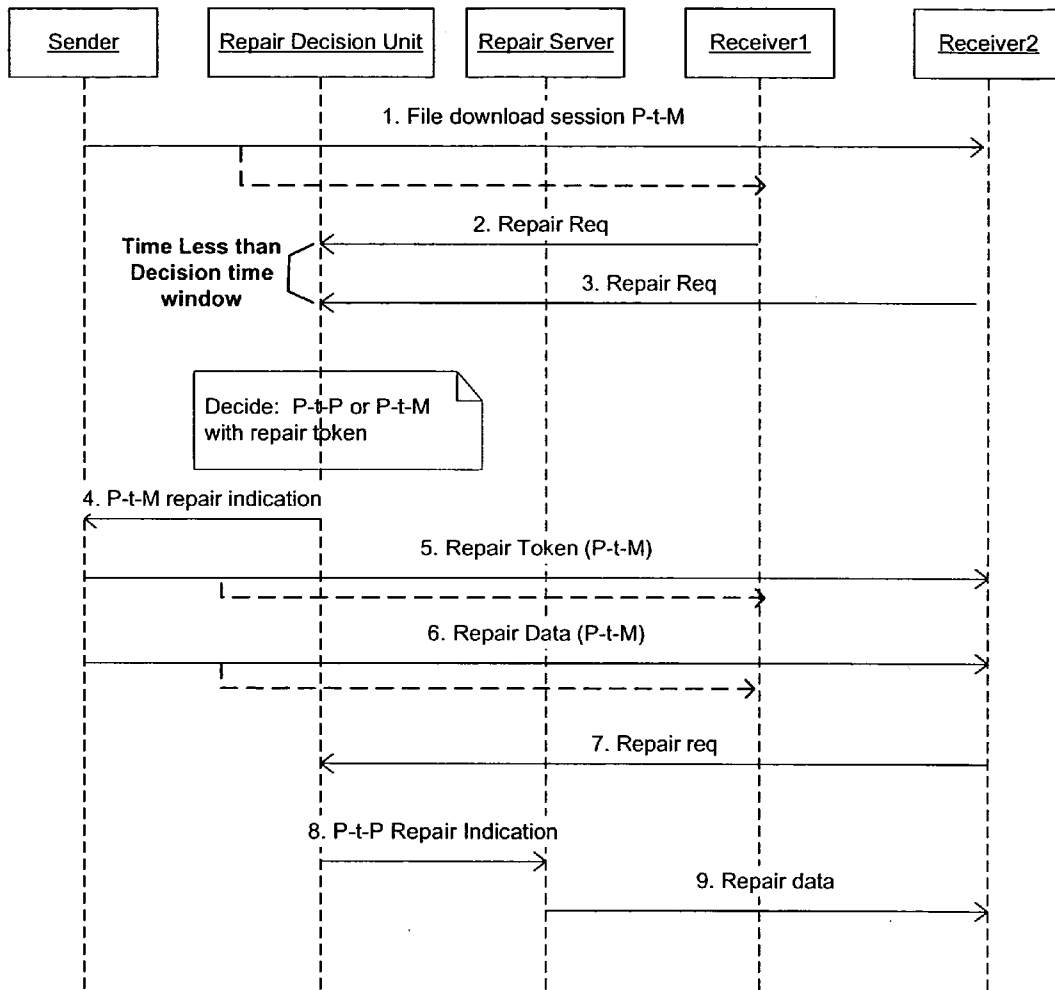 Sender
Repair Decision Unit
Repair Server
Receiver1
Receiver2
1. File download session P-t-M
2. Repair Req
Time Less than
Decision time
window
3. Repair Req
Decide: P-t-P or P-t-M
with repair token
4. P-t-M repair indication
5. Repair Token (P-t-M)
6. Repair Data (P-t-M)
7. Repair req
8. P-t-P Repair Indication
9. Repair data